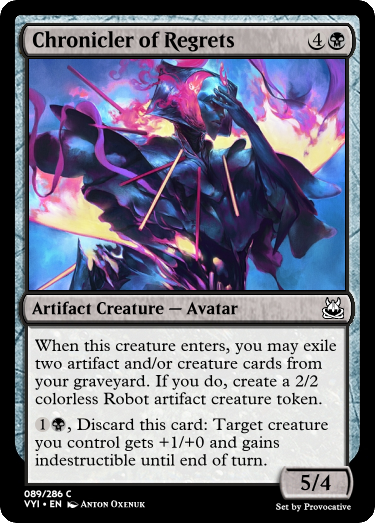 Chronicler of Regrets 4
Artifact Creature — Avatar
When this creature enters, you may exile
two artifact and/or creature cards from
your graveyard. If you do, create a 2/2
colorless Robot artifact creature token.
1, Discard this card: Target creature
you control gets +1/+0 and gains
indestructible until end of turn.
5/4
089/286 C
VYI • EN Anton Oxenuk
Set by Provocative